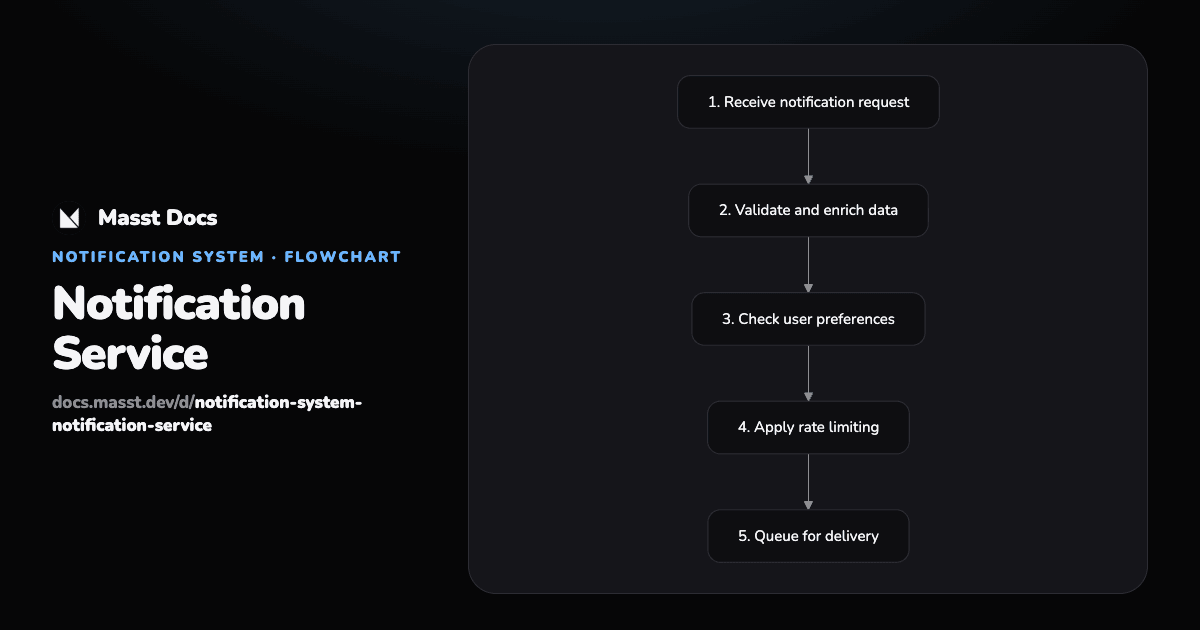 Masst Docs
NOTIFICATION SYSTEM · FLOWCHART
Notification
Service
docs.masst.dev/d/notification-system-
notification-service
1. Receive notification request
2. Validate and enrich data
3. Check user preferences
4. Apply rate limiting
5. Queue for delivery